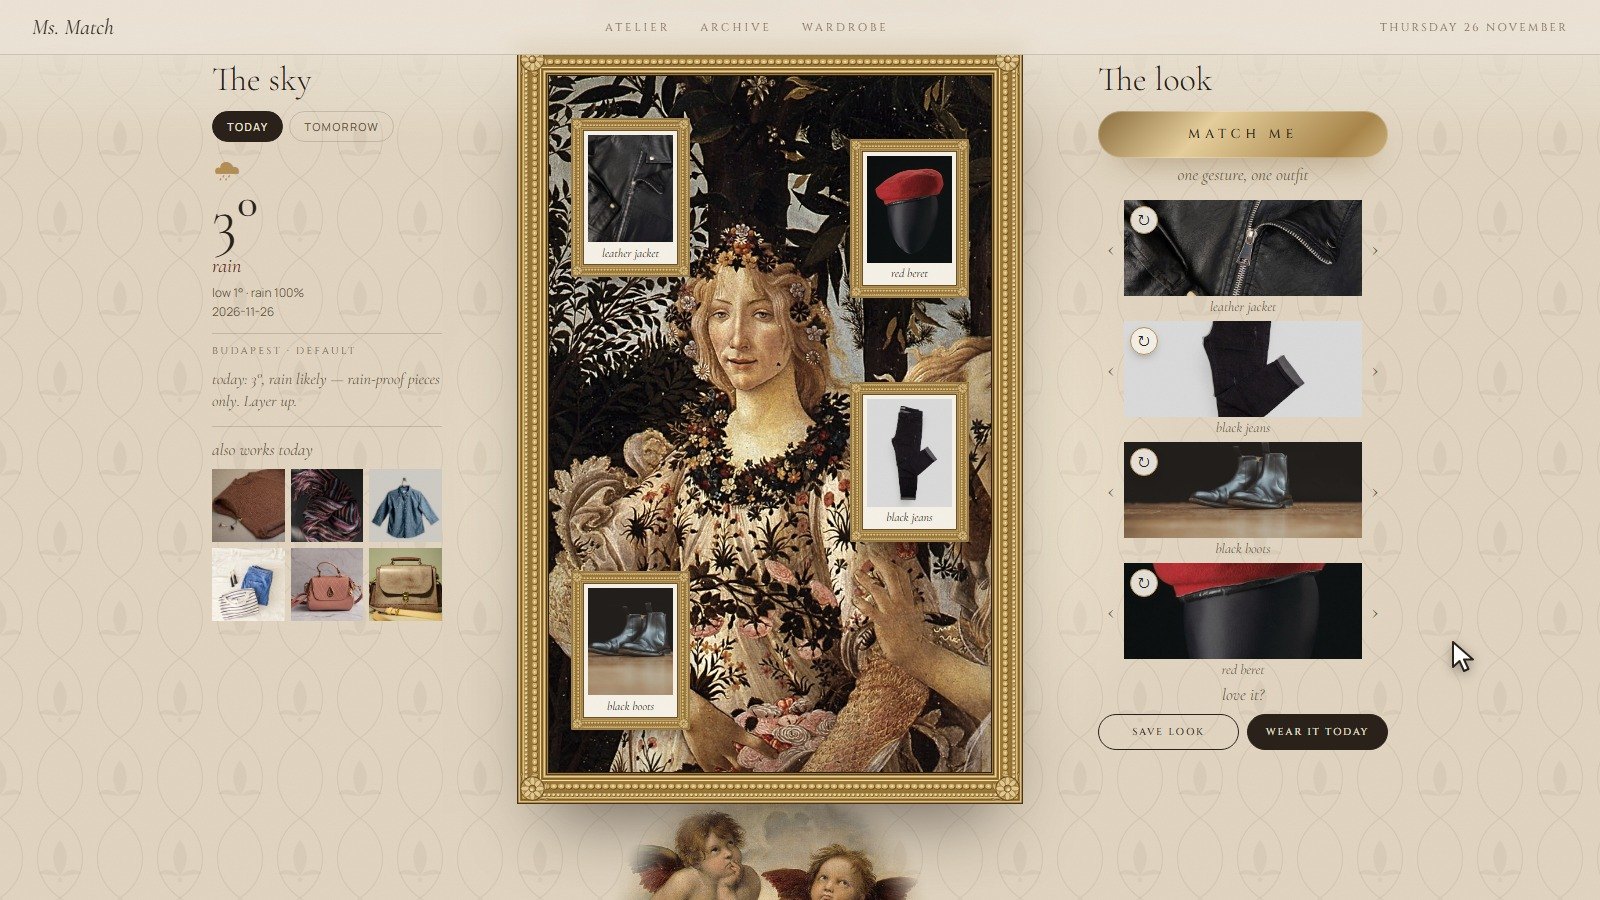 Ms. Match
ATELIER
ARCHIVE
WARDROBE
THURSDAY 26 NOVEMBER
The sky
TODAY
TOMORROW
3°
rain
low 1° · rain 100%
2026-11-26
BUDAPEST · DEFAULT
today: 3°, rain likely — rain-proof pieces
only. Layer up.
also works today
leather jacket
red beret
black jeans
black boots
The look
MATCH ME
one gesture, one outfit
leather jacket
black jeans
black boots
red beret
love it?
SAVE LOOK
WEAR IT TODAY